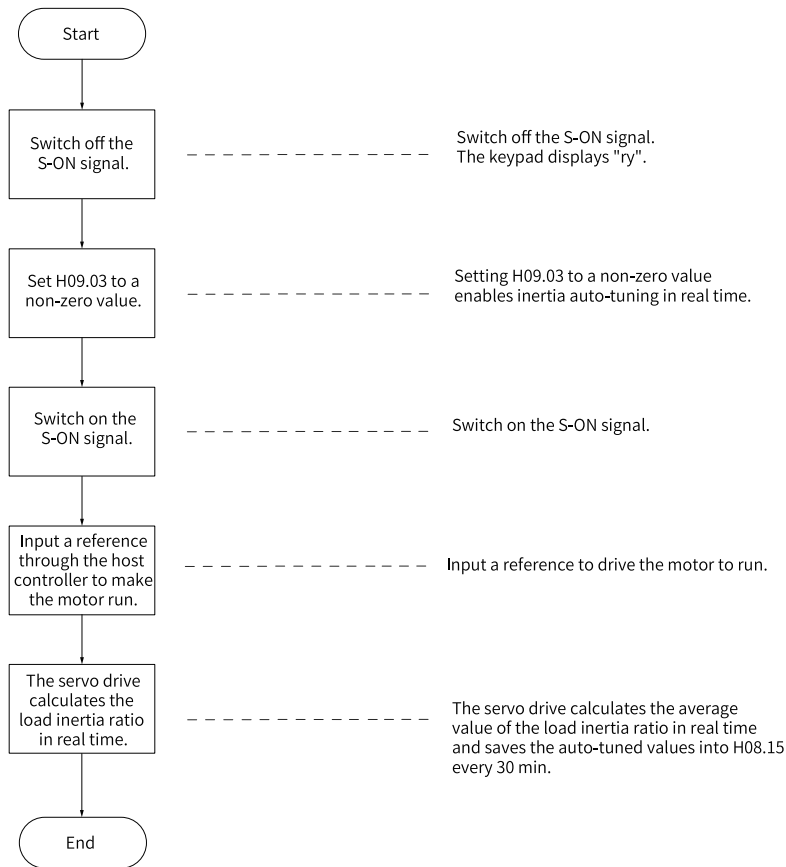 Start
Switch off the
S-ON signal.
Switch off the S-ON signal.
The keypad displays "ry".
Set H09.03 to a
non-zero value.
Setting H09.03 to a non-zero value
enables inertia auto-tuning in real time.
Switch on the
S-ON signal.
Switch on the S-ON signal.
Input a reference
through the host
controller to make
the motor run.
Input a reference to drive the motor to run.
The servo drive
calculates the
load inertia ratio
in real time.
The servo drive calculates the average
value of the load inertia ratio in real time
and saves the auto-tuned values into H08.15
every 30 min.
End